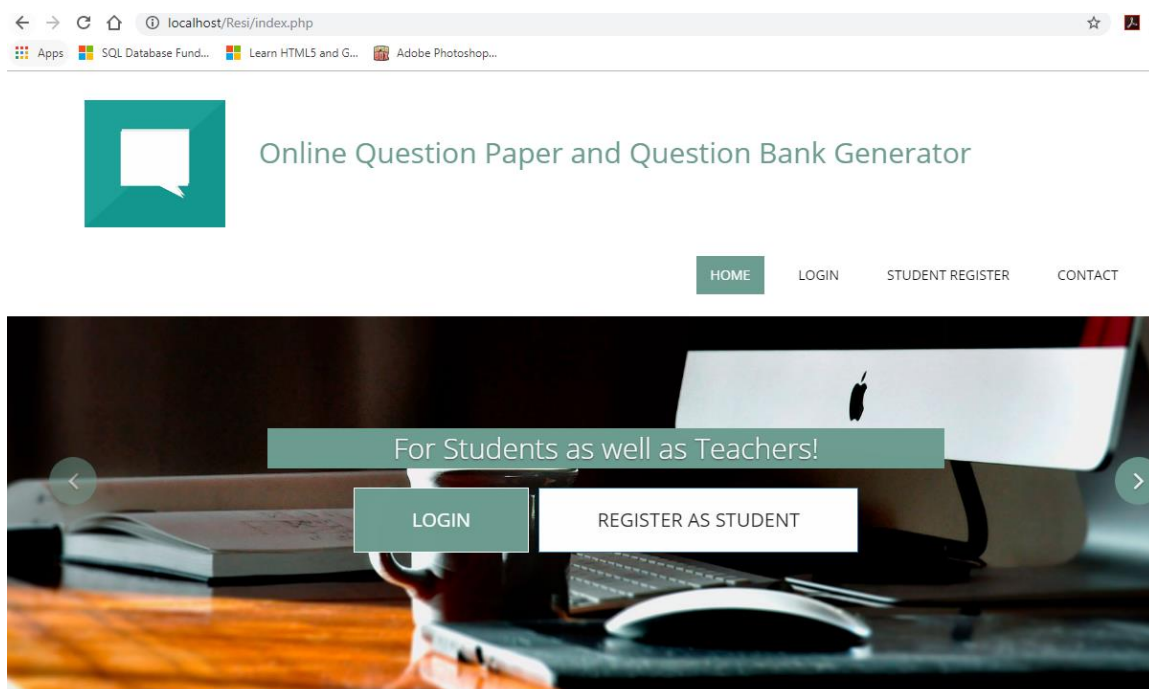 localhost/Resi/index.php
Apps SQL Database Fund... Learn HTML5 and G... Adobe Photoshop...
Online Question Paper and Question Bank Generator
HOME LOGIN STUDENT REGISTER CONTACT
For Students as well as Teachers!
LOGIN REGISTER AS STUDENT